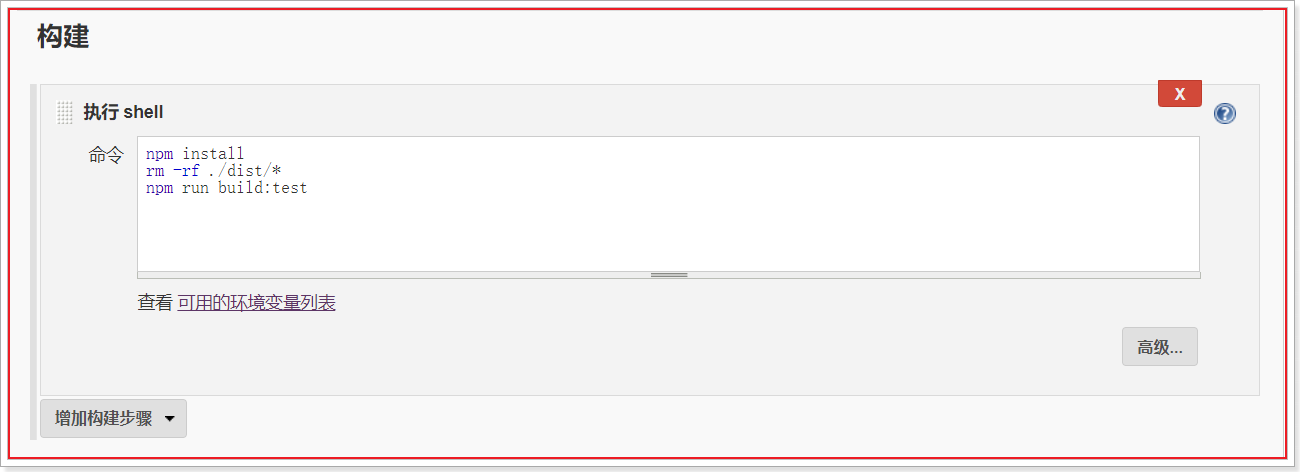 构建
执行 shell
X
?
命令
npm install
rm -rf ./dist/*
npm run build:test
查看 可用的环境变量列表
高级...
增加构建步骤